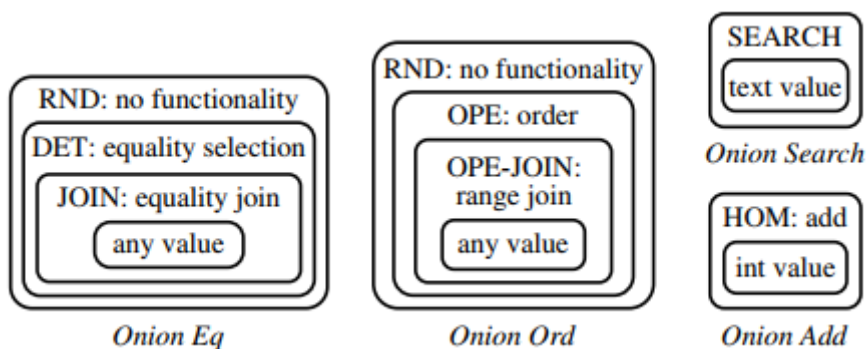 RND: no functionality
DET: equality selection
JOIN: equality join
any value
Onion Eq
RND: no functionality
OPE: order
OPE-JOIN:
range join
any value
Onion Ord
SEARCH
text value
Onion Search
HOM: add
int value
Onion Add